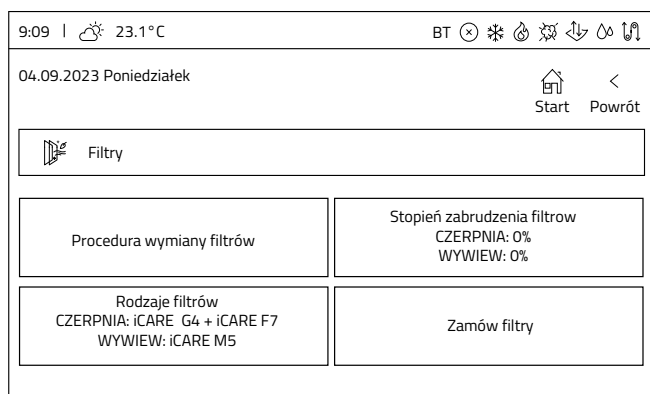 9:09 | 23.1°C BT
04.09.2023 Poniedziałek
Start Powrót
Filtry
Procedura wymiany filtrów
Stopień zabrudzenia filtrow
CZERPNIA: 0%
WYWIEW: 0%
Rodzaje filtrów
CZERPNIA: iCARE G4 + iCARE F7
WYWIEW: iCARE M5
Zamów filtry